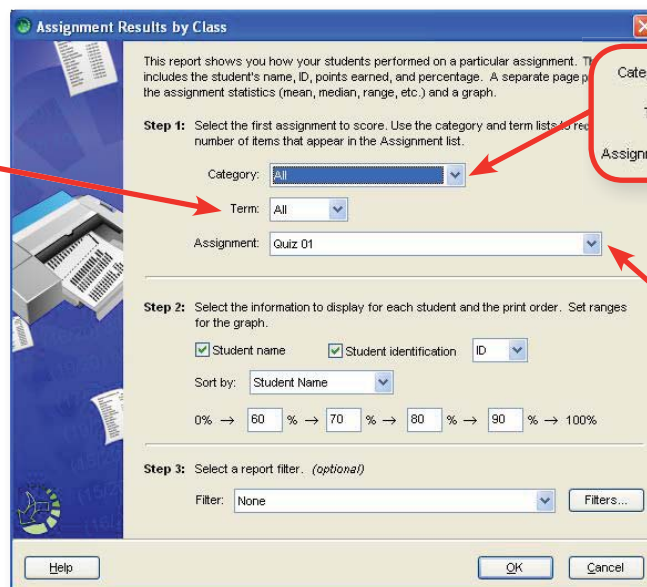 Assignment Results by Class
This report shows you how your students performed on a particular assignment.
includes the student's name, ID, points earned, and percentage. A separate page
the assignment statistics (mean, median, range, etc.) and a graph.
Step 1: Select the first assignment to score. Use the category and term lists to
number of items that appear in the Assignment list.
Category: All
Term: All
Assignment: Quiz 01
Step 2: Select the information to display for each student and the print order. Set ranges
for the graph.
Student name Student identification ID
Sort by: Student Name
0% → 60 % → 70 % → 80 % → 90 % → 100%
Step 3: Select a report filter. (optional)
Filter: None Filters...
Help OK Cancel